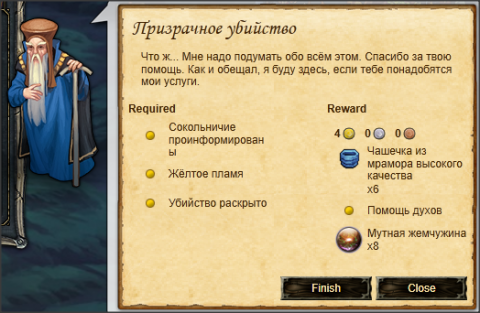 Призрачное убийство
Что ж... Мне надо подумать обо всём этом. Спасибо за твою
помощь. Как и обещал, я буду здесь, если тебе понадобятся
мои услуги.
Required
Сокольничие
проинформирован
ы
Жёлтое пламя
Убийство раскрыто
Reward
4 0 0
Чашечка из
мрамора высокого
качества
x6
Помощь духов
Мутная жемчужина
x8
Finish
Close